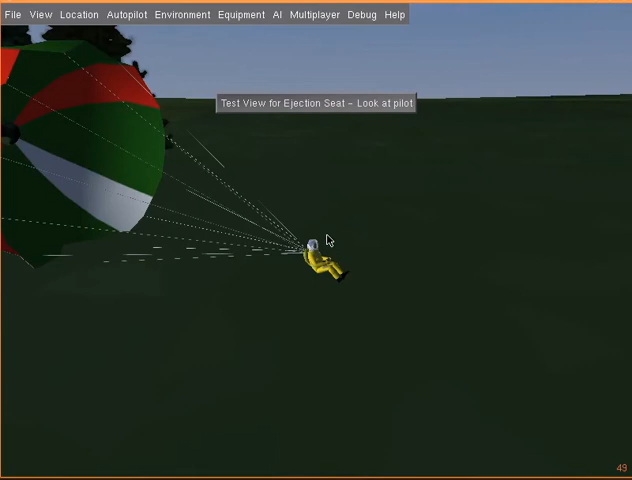 File View Location Autopilot Environment Equipment AI Multiplayer Debug Help
Test View for Ejection Seat - Look at pilot
49